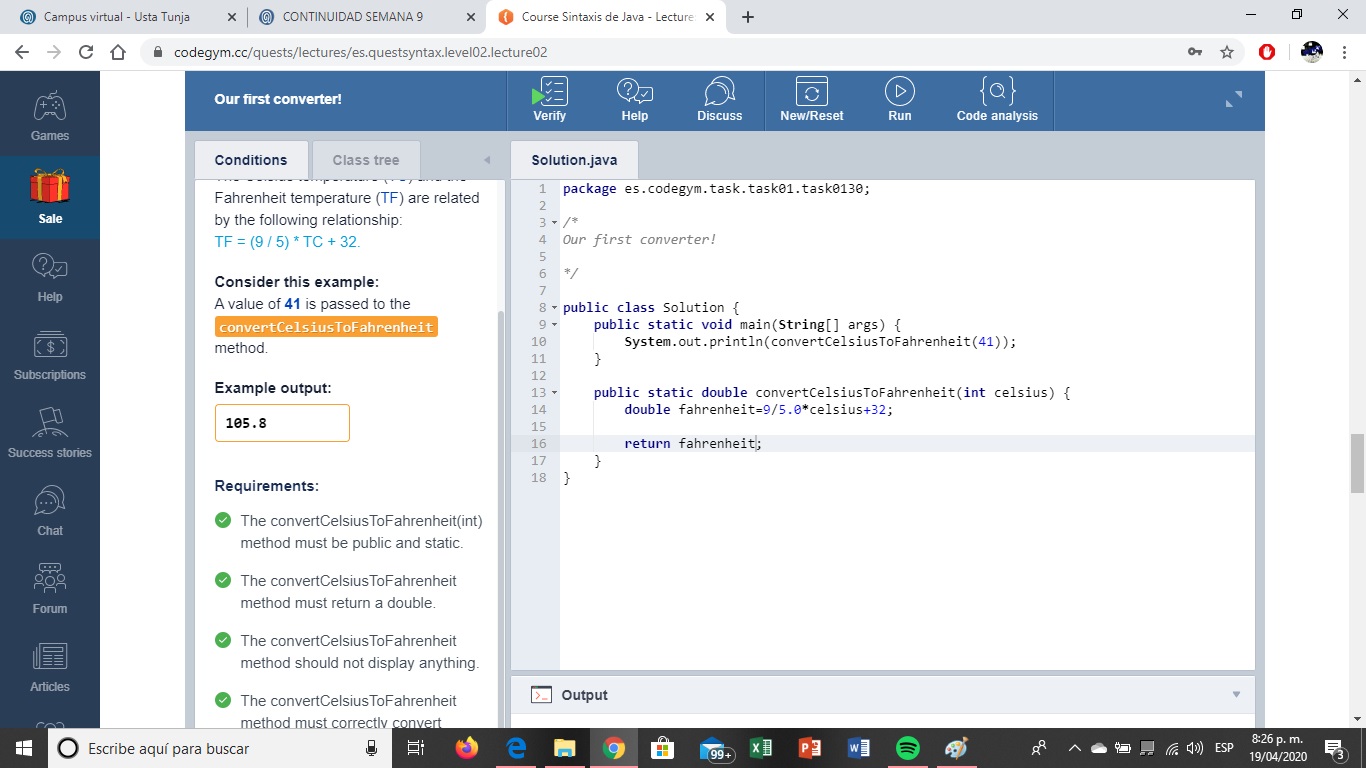 Campus virtual - Usta Tunja
CONTINUIDAD SEMANA 9
Course Sintaxis de Java - Lecture
codegym.cc/quests/lectures/es.questsyntax.level02.lecture02
Games
Sale
Help
Subscriptions
Success stories
Chat
Forum
Articles
Our first converter!
Verify
Help
Discuss
New/Reset
Run
Code analysis
Conditions
Class tree
Fahrenheit temperature (TF) are related
by the following relationship:
TF = (9 / 5) * TC + 32.
Consider this example:
A value of 41 is passed to the
convertCelsiusToFahrenheit
method.
Example output:
105.8
Requirements:
The convertCelsiusToFahrenheit(int)
method must be public and static.
The convertCelsiusToFahrenheit
method must return a double.
The convertCelsiusToFahrenheit
method should not display anything.
The convertCelsiusToFahrenheit
method must correctly convert
Solution.java
1 package es.codegym.task.task01.task0130;
2
3 /*
4 Our first converter!
5
6 */
7
8 public class Solution {
9 public static void main(String[] args) {
10 System.out.println(convertCelsiusToFahrenheit(41));
11 }
12
13 public static double convertCelsiusToFahrenheit(int celsius) {
14 double fahrenheit=9/5.0*celsius+32;
15
16 return fahrenheit;
17 }
18 }
Output
Escribe aquí para buscar
99+
ESP
8:26 p. m.
19/04/2020
3